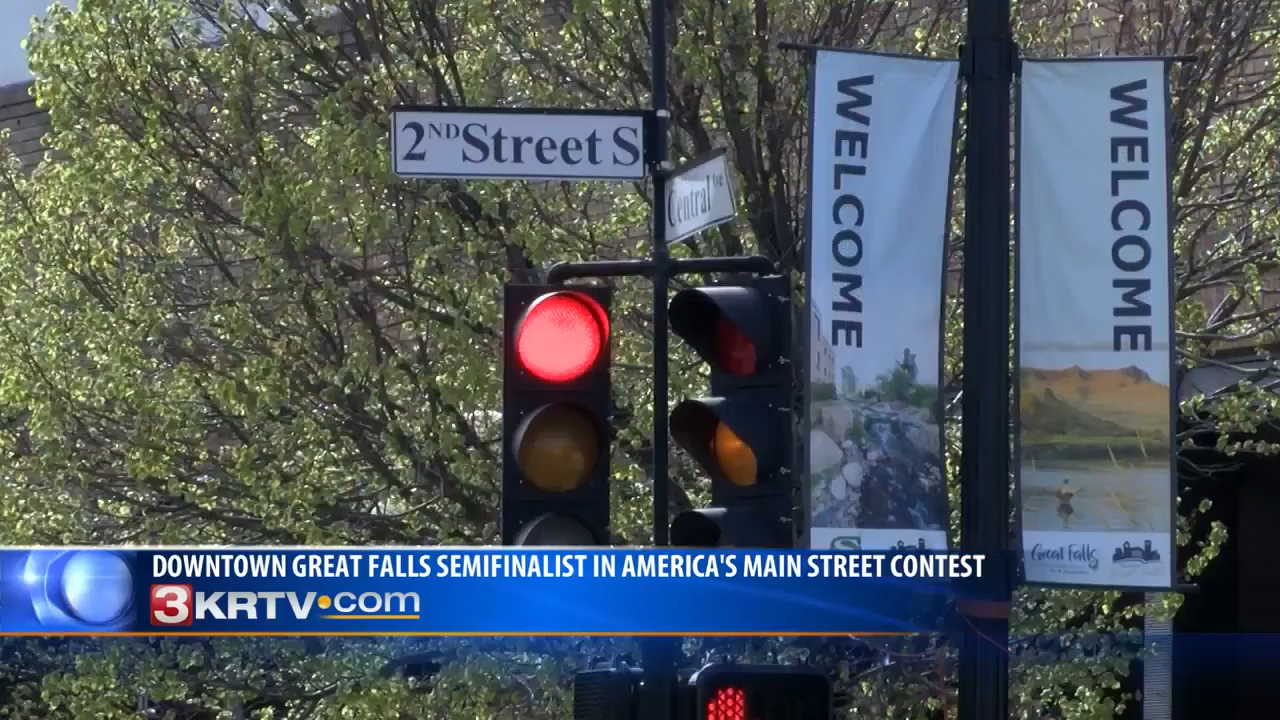 2ND Street S
Central Ave
WELCOME
WELCOME
Great Falls
DOWNTOWN GREAT FALLS SEMIFINALIST IN AMERICA'S MAIN STREET CONTEST
3KRTV.com